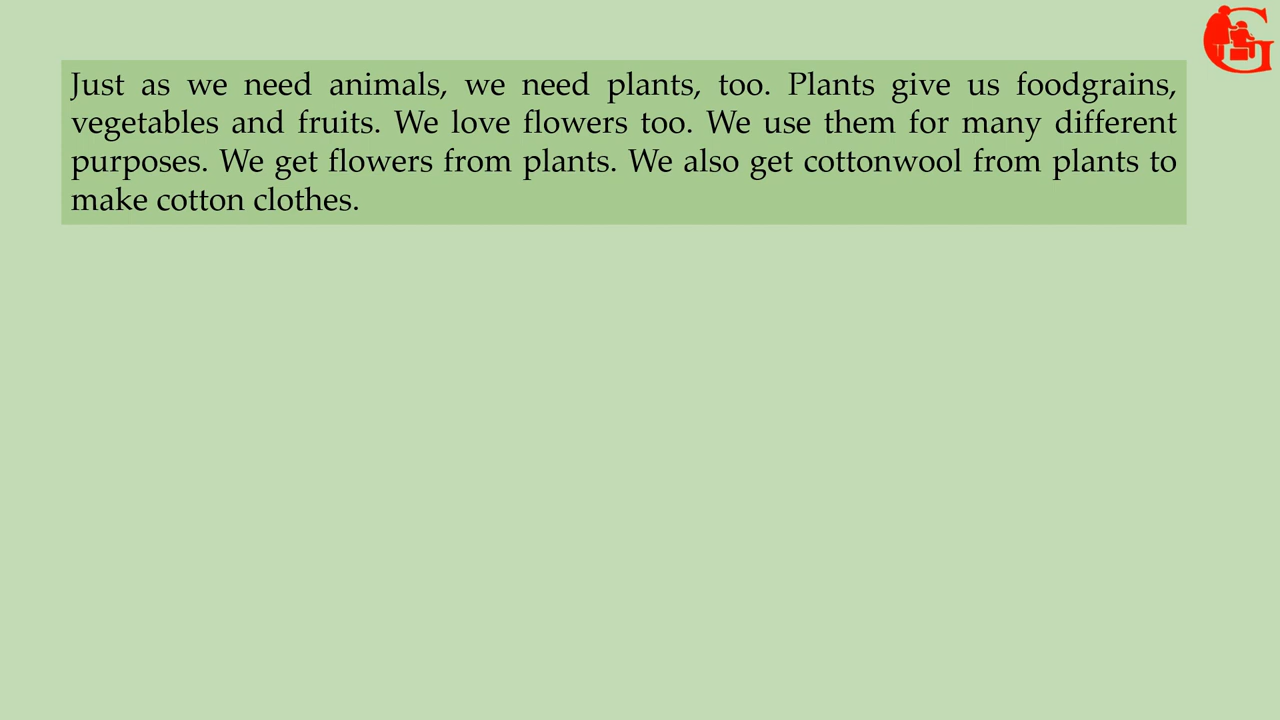 Just as we need animals, we need plants, too. Plants give us foodgrains,
vegetables and fruits. We love flowers too. We use them for many different
purposes. We get flowers from plants. We also get cottonwool from plants to
make cotton clothes.